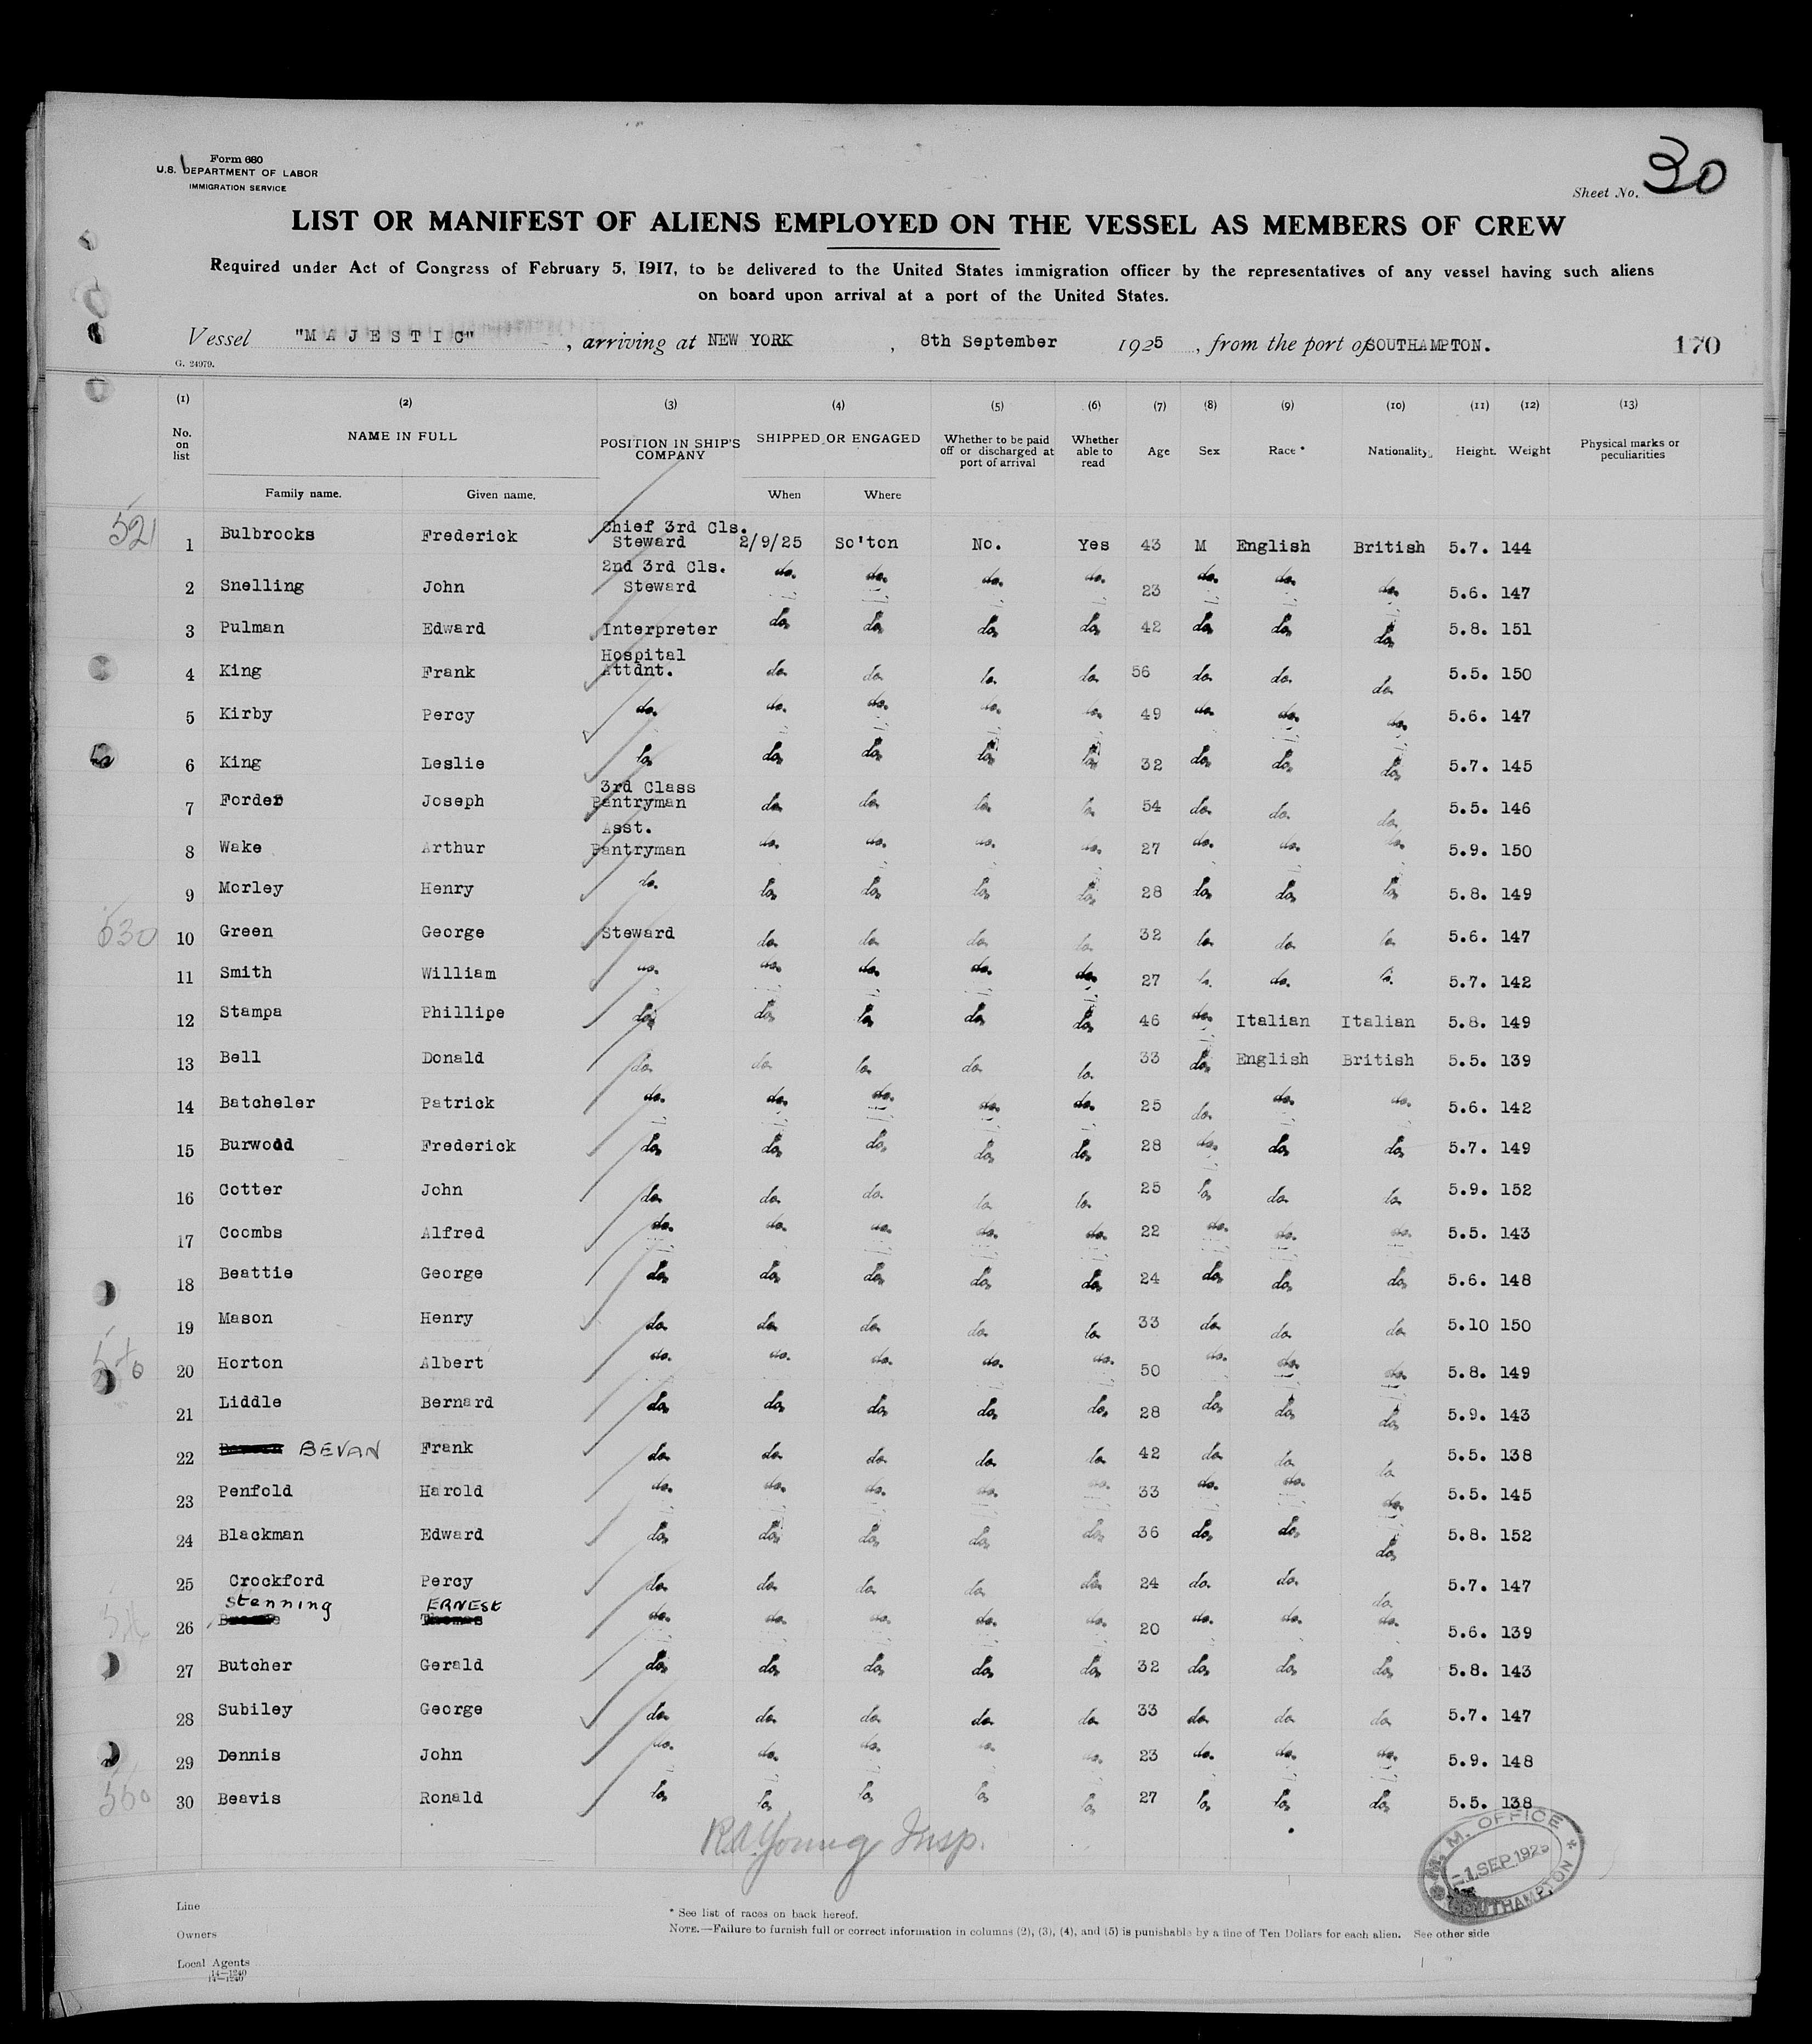 Form 680
U.S. DEPARTMENT OF LABOR
IMMIGRATION SERVICE
Sheet No. 30
LIST OR MANIFEST OF ALIENS EMPLOYED ON THE VESSEL AS MEMBERS OF CREW
Required under Act of Congress of February 5, 1917, to be delivered to the United States immigration officer by the representatives of any vessel having such aliens
on board upon arrival at a port of the United States.
Vessel "MAJESTIC", arriving at NEW YORK, 8th September 1925, from the port of SOUTHAMPTON. 170
G. 24979.
(1) (2) (3) (4) (5) (6) (7) (8) (9) (10) (11) (12) (13)
No. on list NAME IN FULL POSITION IN SHIP'S COMPANY SHIPPED OR ENGAGED Whether to be paid off or discharged at port of arrival Whether able to read Age Sex Race * Nationality. Height. Weight Physical marks or peculiarities
Family name. Given name. When Where
521 1 Bulbrooks Frederick Chief 3rd Cls. Steward 2/9/25 So'ton No. Yes 43 M English British 5.7. 144
2 Snelling John 2nd 3rd Cls. Steward do. do. do. do. 23 do. do. do. 5.6. 147
3 Pulman Edward Interpreter do. do. do. do. 42 do. do. do. 5.8. 151
4 King Frank Hospital Attdnt. do. do. do. do. 56 do. do. do. 5.5. 150
5 Kirby Percy do. do. do. do. do. 49 do. do. do. 5.6. 147
6 King Leslie do. do. do. do. do. 32 do. do. do. 5.7. 145
7 Forder Joseph 3rd Class Pantryman do. do. do. do. 54 do. do. do. 5.5. 146
8 Wake Arthur Asst. Pantryman do. do. do. do. 27 do. do. do. 5.9. 150
9 Morley Henry do. do. do. do. do. 28 do. do. do. 5.8. 149
530 10 Green George Steward do. do. do. do. 32 do. do. do. 5.6. 147
11 Smith William do. do. do. do. do. 27 do. do. do. 5.7. 142
12 Stampa Phillipe do. do. do. do. do. 46 do. Italian Italian 5.8. 149
13 Bell Donald do. do. do. do. do. 33 do. English British 5.5. 139
14 Batcheler Patrick do. do. do. do. do. 25 do. do. do. 5.6. 142
15 Burwood Frederick do. do. do. do. do. 28 do. do. do. 5.7. 149
16 Cotter John do. do. do. do. do. 25 do. do. do. 5.9. 152
17 Coombs Alfred do. do. do. do. do. 22 do. do. do. 5.5. 143
18 Beattie George do. do. do. do. do. 24 do. do. do. 5.6. 148
19 Mason Henry do. do. do. do. do. 33 do. do. do. 5.10 150
540 20 Horton Albert do. do. do. do. do. 50 do. do. do. 5.8. 149
21 Liddle Bernard do. do. do. do. do. 28 do. do. do. 5.9. 143
22 BEVAN Frank do. do. do. do. do. 42 do. do. do. 5.5. 138
23 Penfold Harold do. do. do. do. do. 33 do. do. do. 5.5. 145
24 Blackman Edward do. do. do. do. do. 36 do. do. do. 5.8. 152
25 Crockford Percy do. do. do. do. do. 24 do. do. do. 5.7. 147
26 Stenning ERNEST Thomas do. do. do. do. do. 20 do. do. do. 5.6. 139
27 Butcher Gerald do. do. do. do. do. 32 do. do. do. 5.8. 143
28 Subiley George do. do. do. do. do. 33 do. do. do. 5.7. 147
29 Dennis John do. do. do. do. do. 23 do. do. do. 5.9. 148
550 30 Beavis Ronald do. do. do. do. do. 27 do. do. do. 5.5. 138
R.A. Young Insp.
M. M. OFFICE
1 SEP 1925
SOUTHAMPTON
Line
Owners
Local Agents
14—1240
14—1240
* See list of races on back hereof.
NOTE.—Failure to furnish full or correct information in columns (2), (3), (4), and (5) is punishable by a fine of Ten Dollars for each alien. See other side